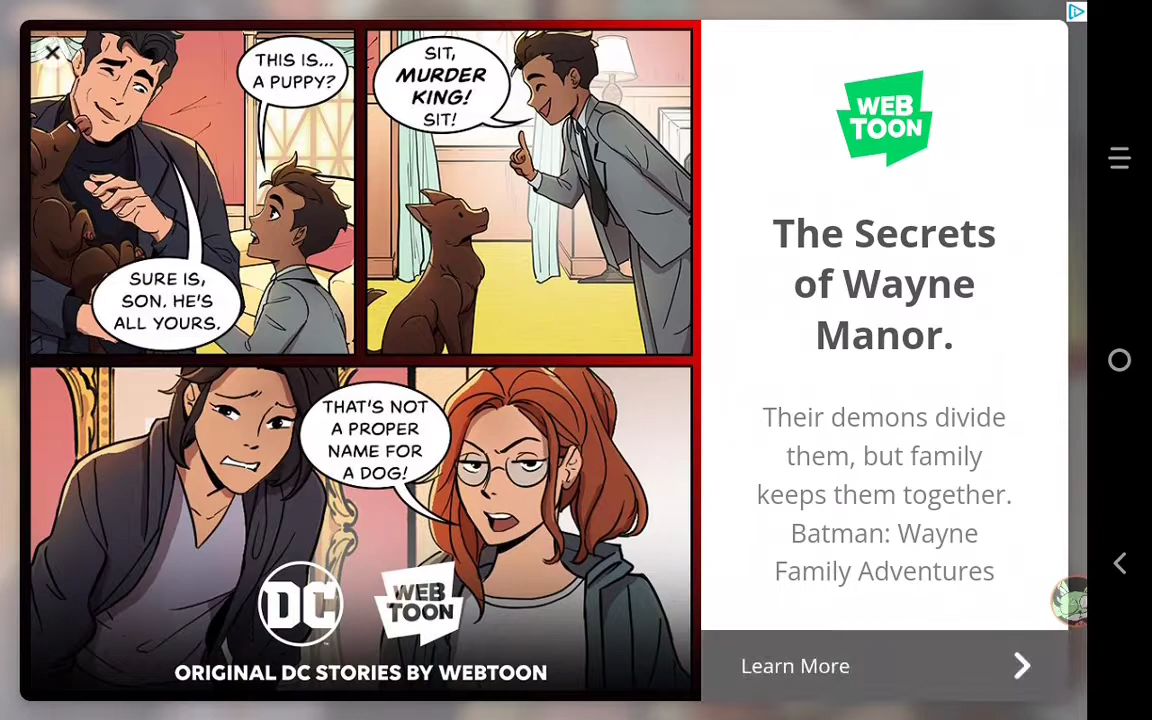 THIS IS...
A PUPPY?
SURE IS,
SON. HE'S
ALL YOURS.
SIT,
MURDER
KING!
SIT!
THAT'S NOT
A PROPER
NAME FOR
A DOG!
DC
WEB
TOON
ORIGINAL DC STORIES BY WEBTOON
WEB
TOON
The Secrets
of Wayne
Manor.
Their demons divide
them, but family
keeps them together.
Batman: Wayne
Family Adventures
Learn More